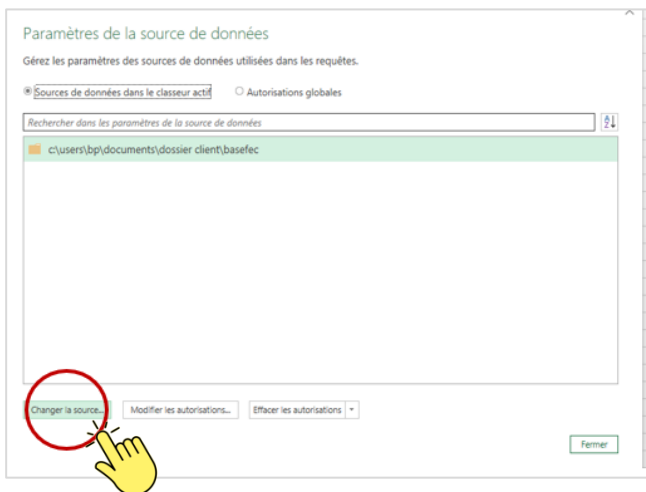 Paramètres de la source de données
Gérez les paramètres des sources de données utilisées dans les requêtes.
Sources de données dans le classeur actif Autorisations globales
Rechercher dans les paramètres de la source de données
c:\users\bp\documents\dossier client\basefec
Changer la source... Modifier les autorisations... Effacer les autorisations
Fermer